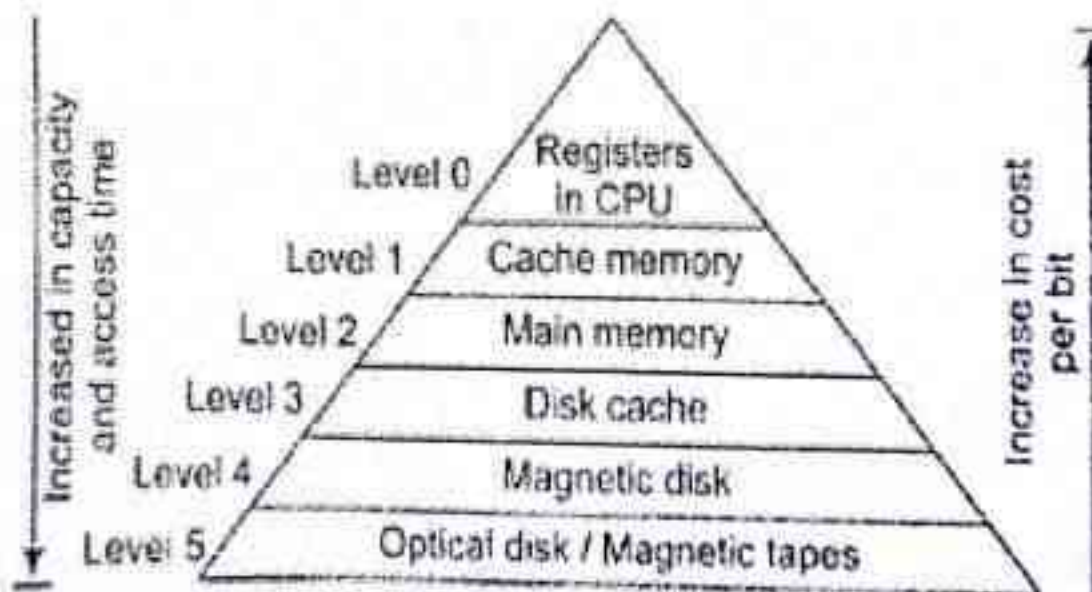 Increased in capacity
and access time
Level 0
Registers
in CPU
Level 1
Cache memory
Level 2
Main memory
Level 3
Disk cache
Level 4
Magnetic disk
Level 5
Optical disk / Magnetic tapes
Increase in cost
per bit